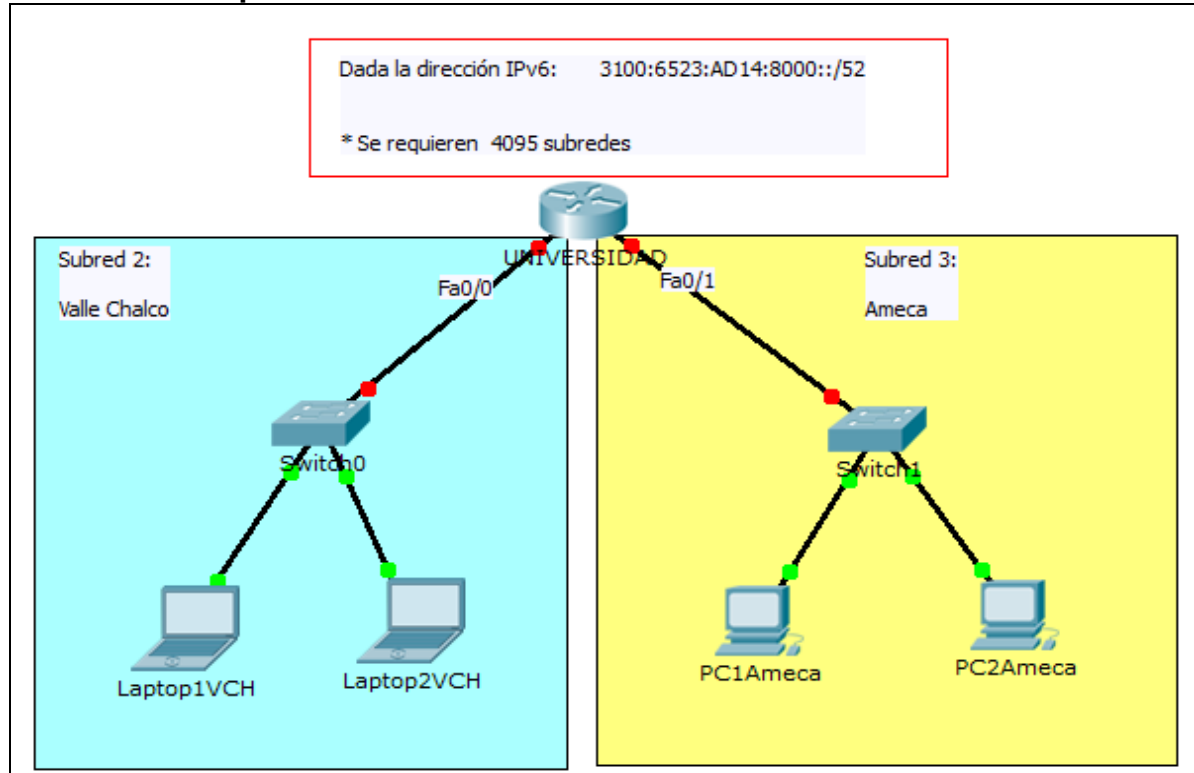 Dada la dirección IPv6: 3100:6523:AD14:8000::/52
* Se requieren 4095 subredes
UNIVERSIDAD
Subred 2:
Valle Chalco
Fa0/0
Fa0/1
Subred 3:
Ameca
Switch0
Switch1
Laptop1VCH
Laptop2VCH
PC1Ameca
PC2Ameca